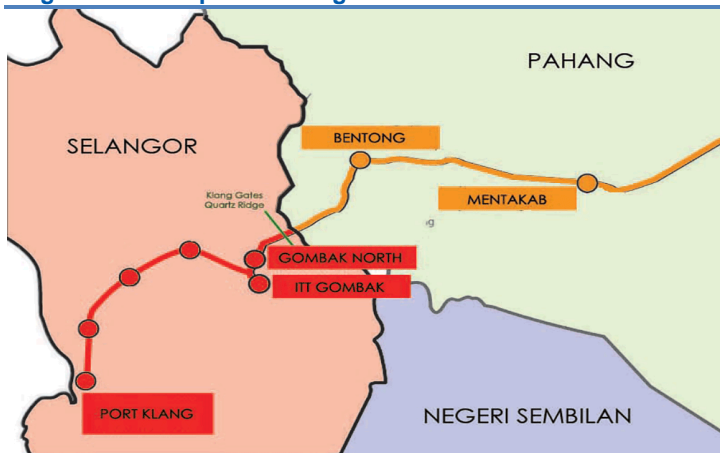 PAHANG
SELANGOR
BENTONG
MENTAKAB
Klang Gates
Quartz Ridge
GOMBAK NORTH
ITT GOMBAK
PORT KLANG
NEGERI SEMBILAN